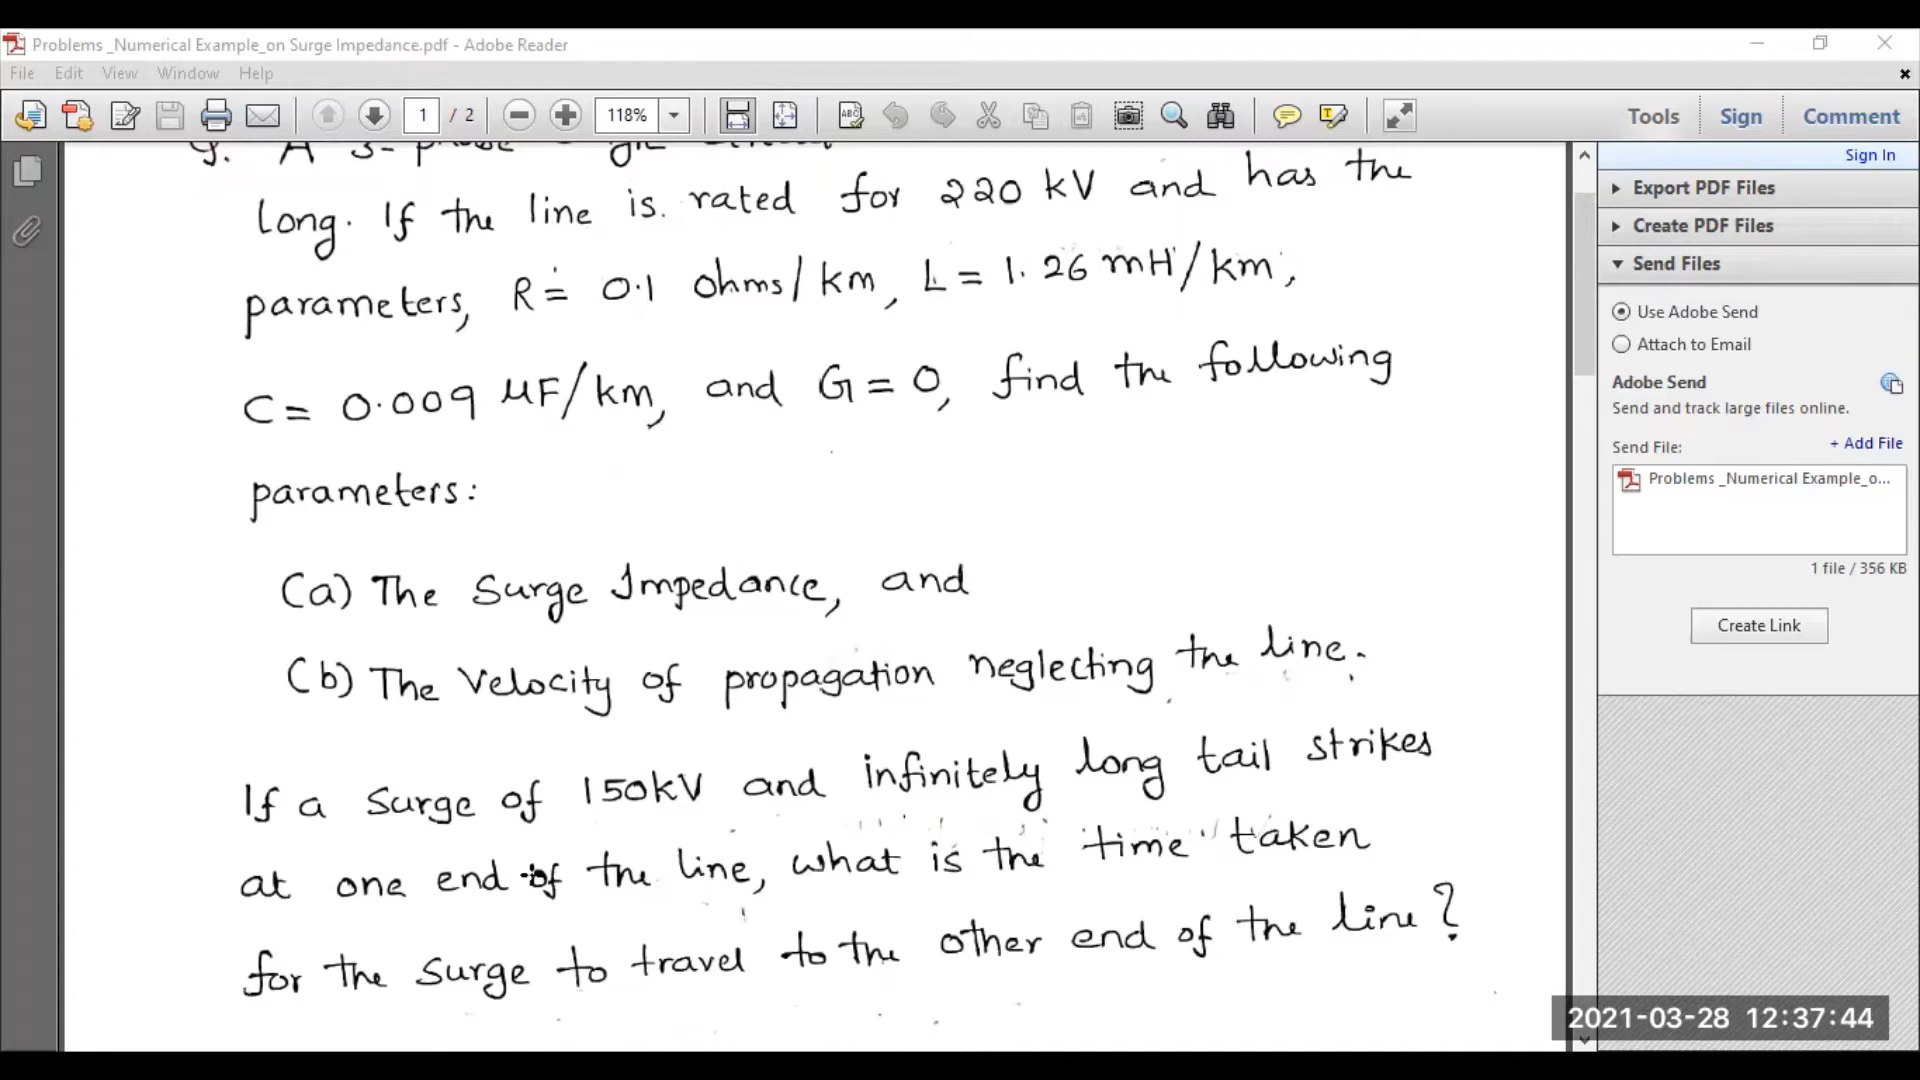 Problems _Numerical Example_on Surge Impedance.pdf - Adobe Reader
File Edit View Window Help
1 / 2 118% Tools Sign Comment
Sign In
Export PDF Files
Create PDF Files
Send Files
Use Adobe Send
Attach to Email
Adobe Send
Send and track large files online.
Send File: + Add File
Problems _Numerical Example_o...
1 file / 356 KB
Create Link
A 3-phase
long. If the line is rated for 220 kV and has the
parameters, R = 0.1 ohms/km, L = 1.26 mH/km,
C = 0.009 μF/km, and G = 0, find the following
parameters:
(a) The Surge Impedance, and
(b) The Velocity of propagation neglecting the line.
If a surge of 150kV and infinitely long tail strikes
at one end of the line, what is the time taken
for the surge to travel to the other end of the line?
2021-03-28 12:37:44